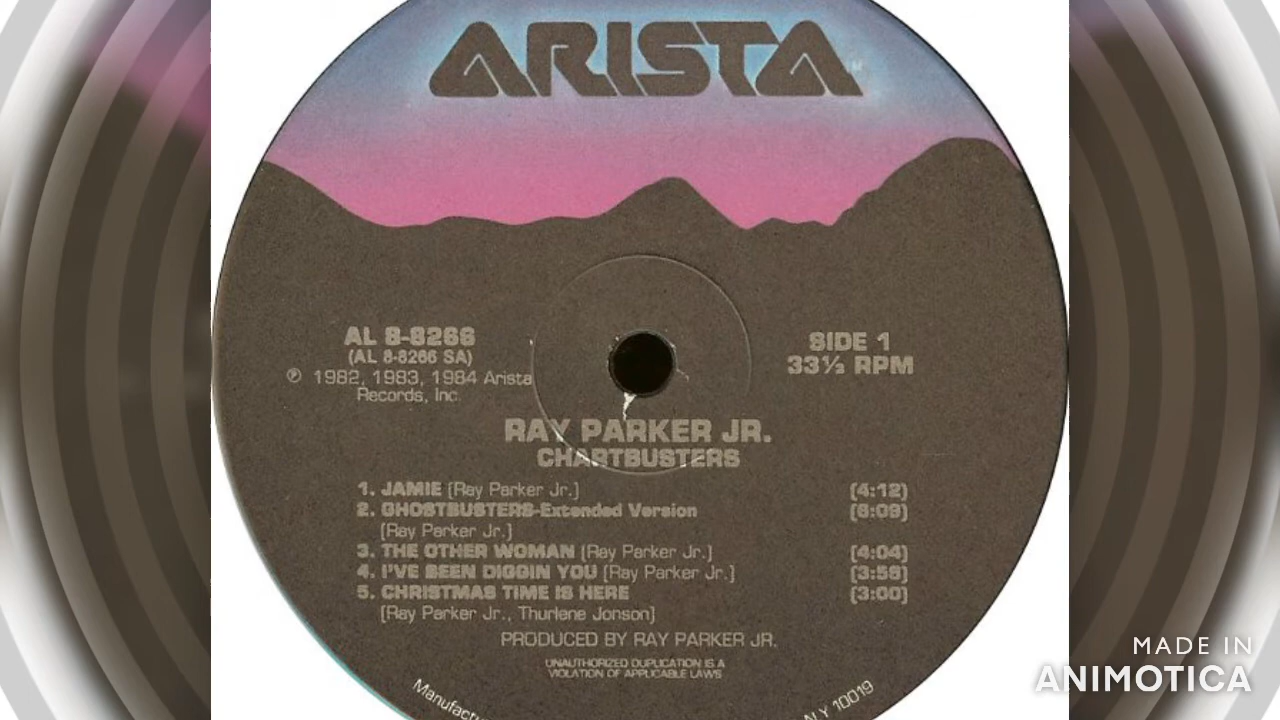 ARISTA
AL 8-8266
(AL 8-8266 SA)
℗ 1982, 1983, 1984 Arista
Records, Inc.
SIDE 1
33⅓ RPM
RAY PARKER JR.
CHARTBUSTERS
1. JAMIE (Ray Parker Jr.) (4:12)
2. GHOSTBUSTERS-Extended Version (6:09)
(Ray Parker Jr.)
3. THE OTHER WOMAN (Ray Parker Jr.) (4:04)
4. I'VE BEEN DIGGIN YOU (Ray Parker Jr.) (3:56)
5. CHRISTMAS TIME IS HERE (3:00)
(Ray Parker Jr., Thurlene Jonson)
PRODUCED BY RAY PARKER JR.
UNAUTHORIZED DUPLICATION IS A
VIOLATION OF APPLICABLE LAWS
N.Y. 10019
MADE IN
ANIMOTICA